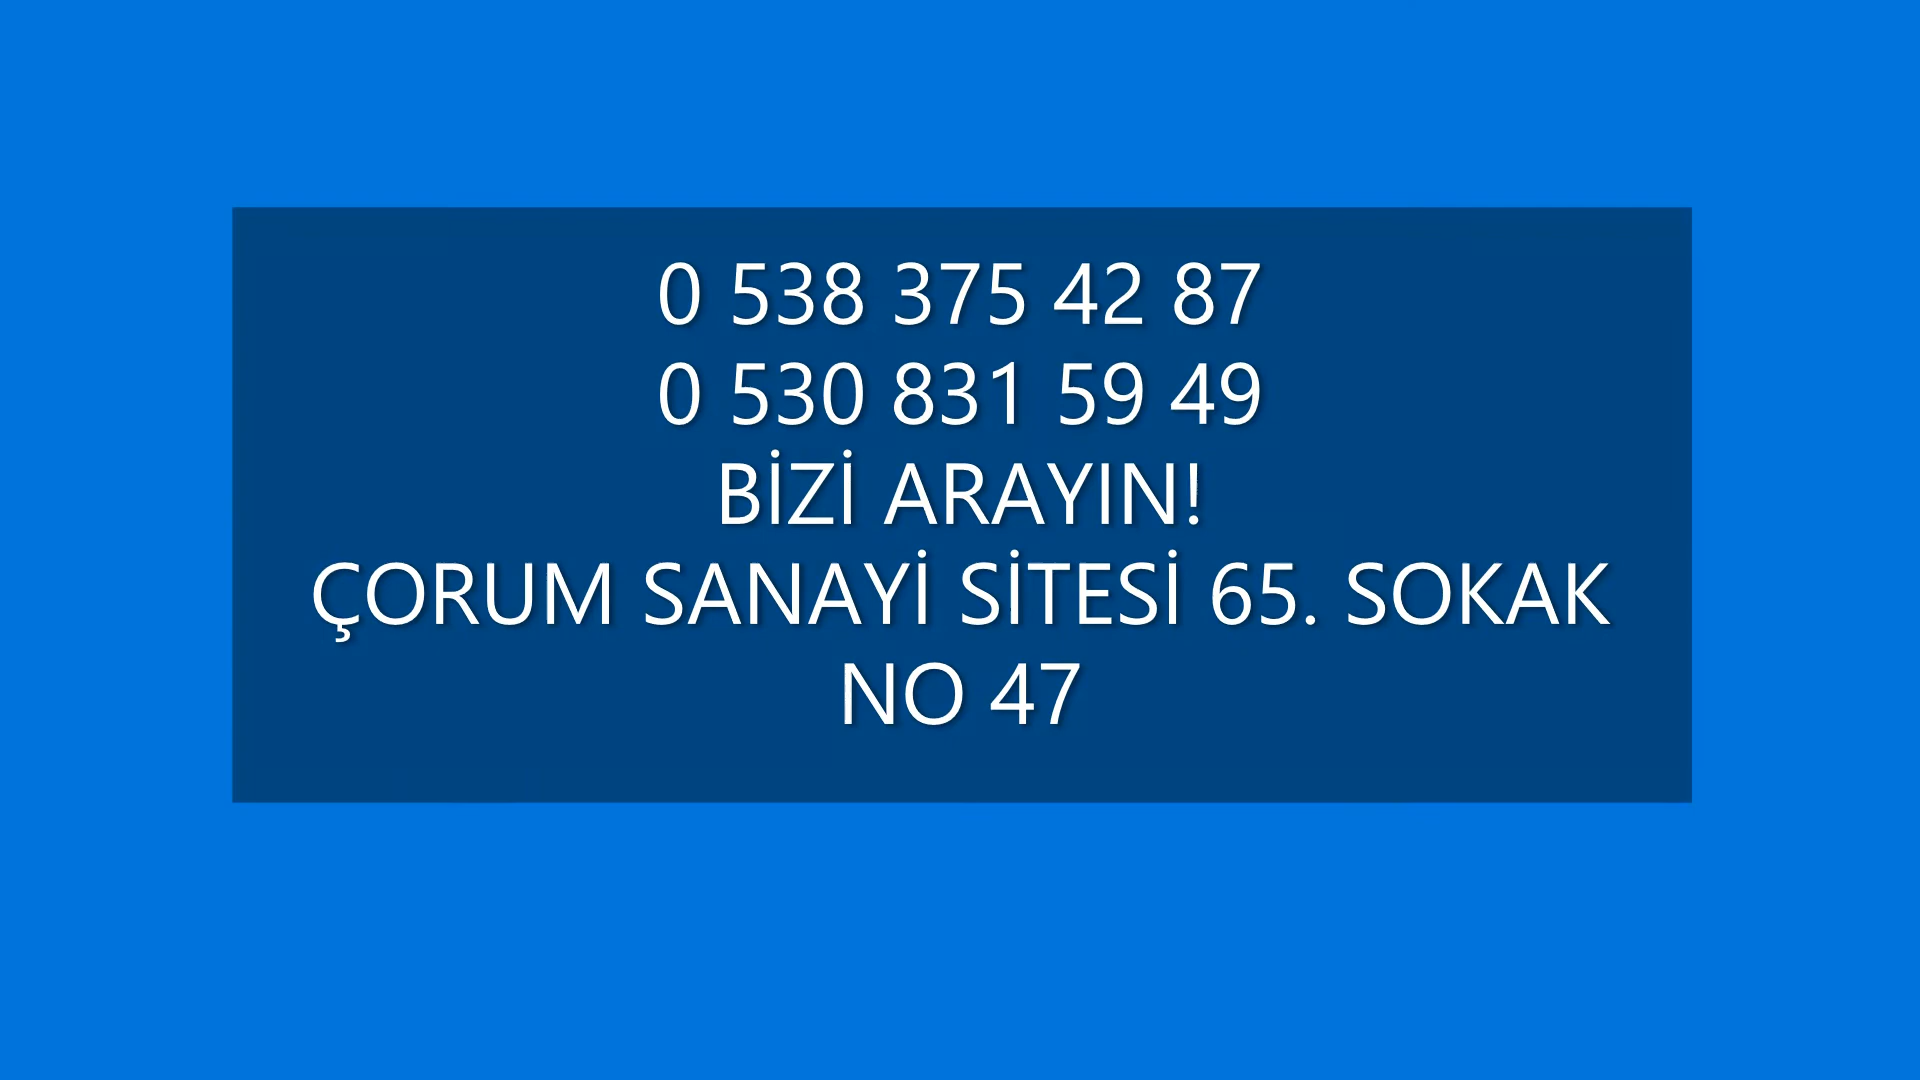 0 538 375 42 87
0 530 831 59 49
BİZİ ARAYIN!
ÇORUM SANAYİ SİTESİ 65. SOKAK
NO 47